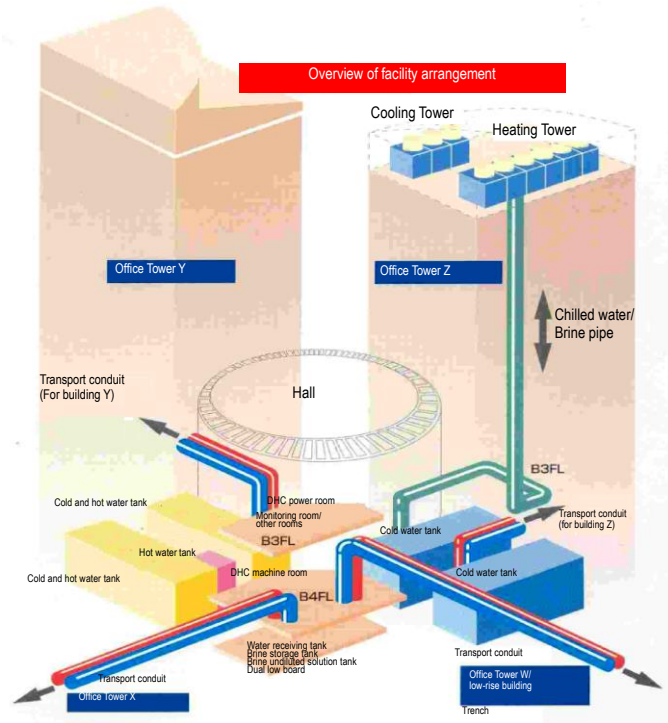 Overview of facility arrangement
Cooling Tower
Heating Tower
Office Tower Y
Office Tower Z
Chilled water/
Brine pipe
Transport conduit
(For building Y)
Hall
B3FL
DHC power room
Cold and hot water tank
Monitoring room/
other rooms
Transport conduit
(for building Z)
Cold water tank
B3FL
Hot water tank
Cold and hot water tank
DHC machine room
Cold water tank
B4FL
Water receiving tank
Brine storage tank
Brine undiluted solution tank
Dual low board
Transport conduit
Transport conduit
Office Tower X
Office Tower W/
low-rise building
Trench